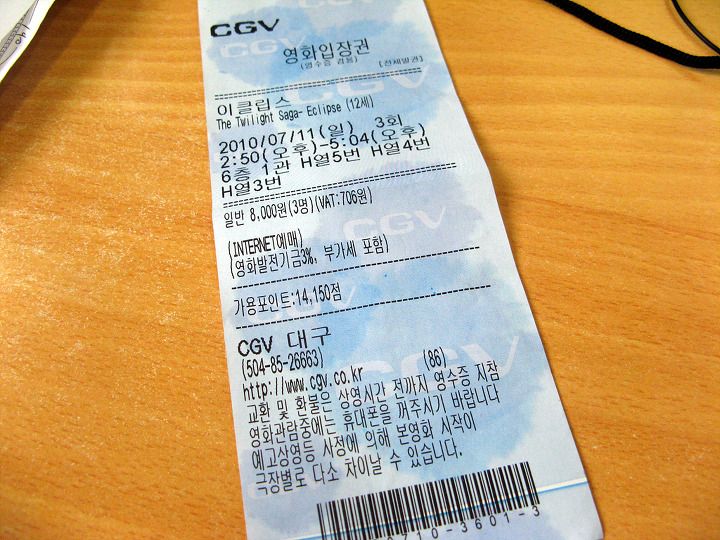 CGV
영화입장권
(영수증 겸용) [전체발권]
이클립스
The Twilight Saga- Eclipse (12세)
2010/07/11(일) 3회
2:50(오후)-5:04(오후)
6층 1관 H열5번 H열4번
H열3번
일반 8,000원(3명)(VAT:706원)
(INTERNET예매)
(영화발전기금3%, 부가세 포함)
가용포인트:14,150점
CGV 대구
(504-85-26663) (86)
http://www.cgv.co.kr
교환 및 환불은 상영시간 전까지 영수증 지참
영화관람중에는 휴대폰을 꺼주시기 바랍니다
예고상영등 사정에 의해 본영화 시작이
극장별로 다소 차이날 수 있습니다.
0710-3601-3